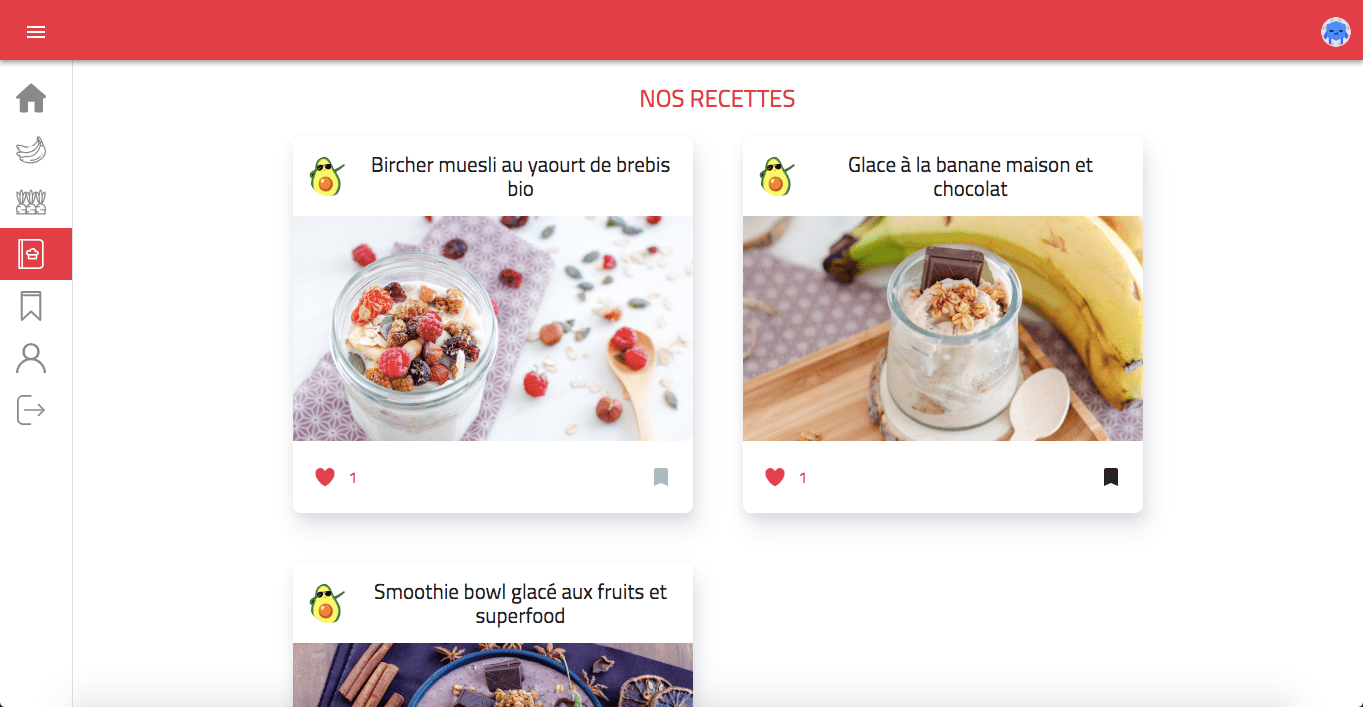 NOS RECETTES
Bircher muesli au yaourt de brebis
bio
Glace à la banane maison et
chocolat
1
1
Smoothie bowl glacé aux fruits et
superfood